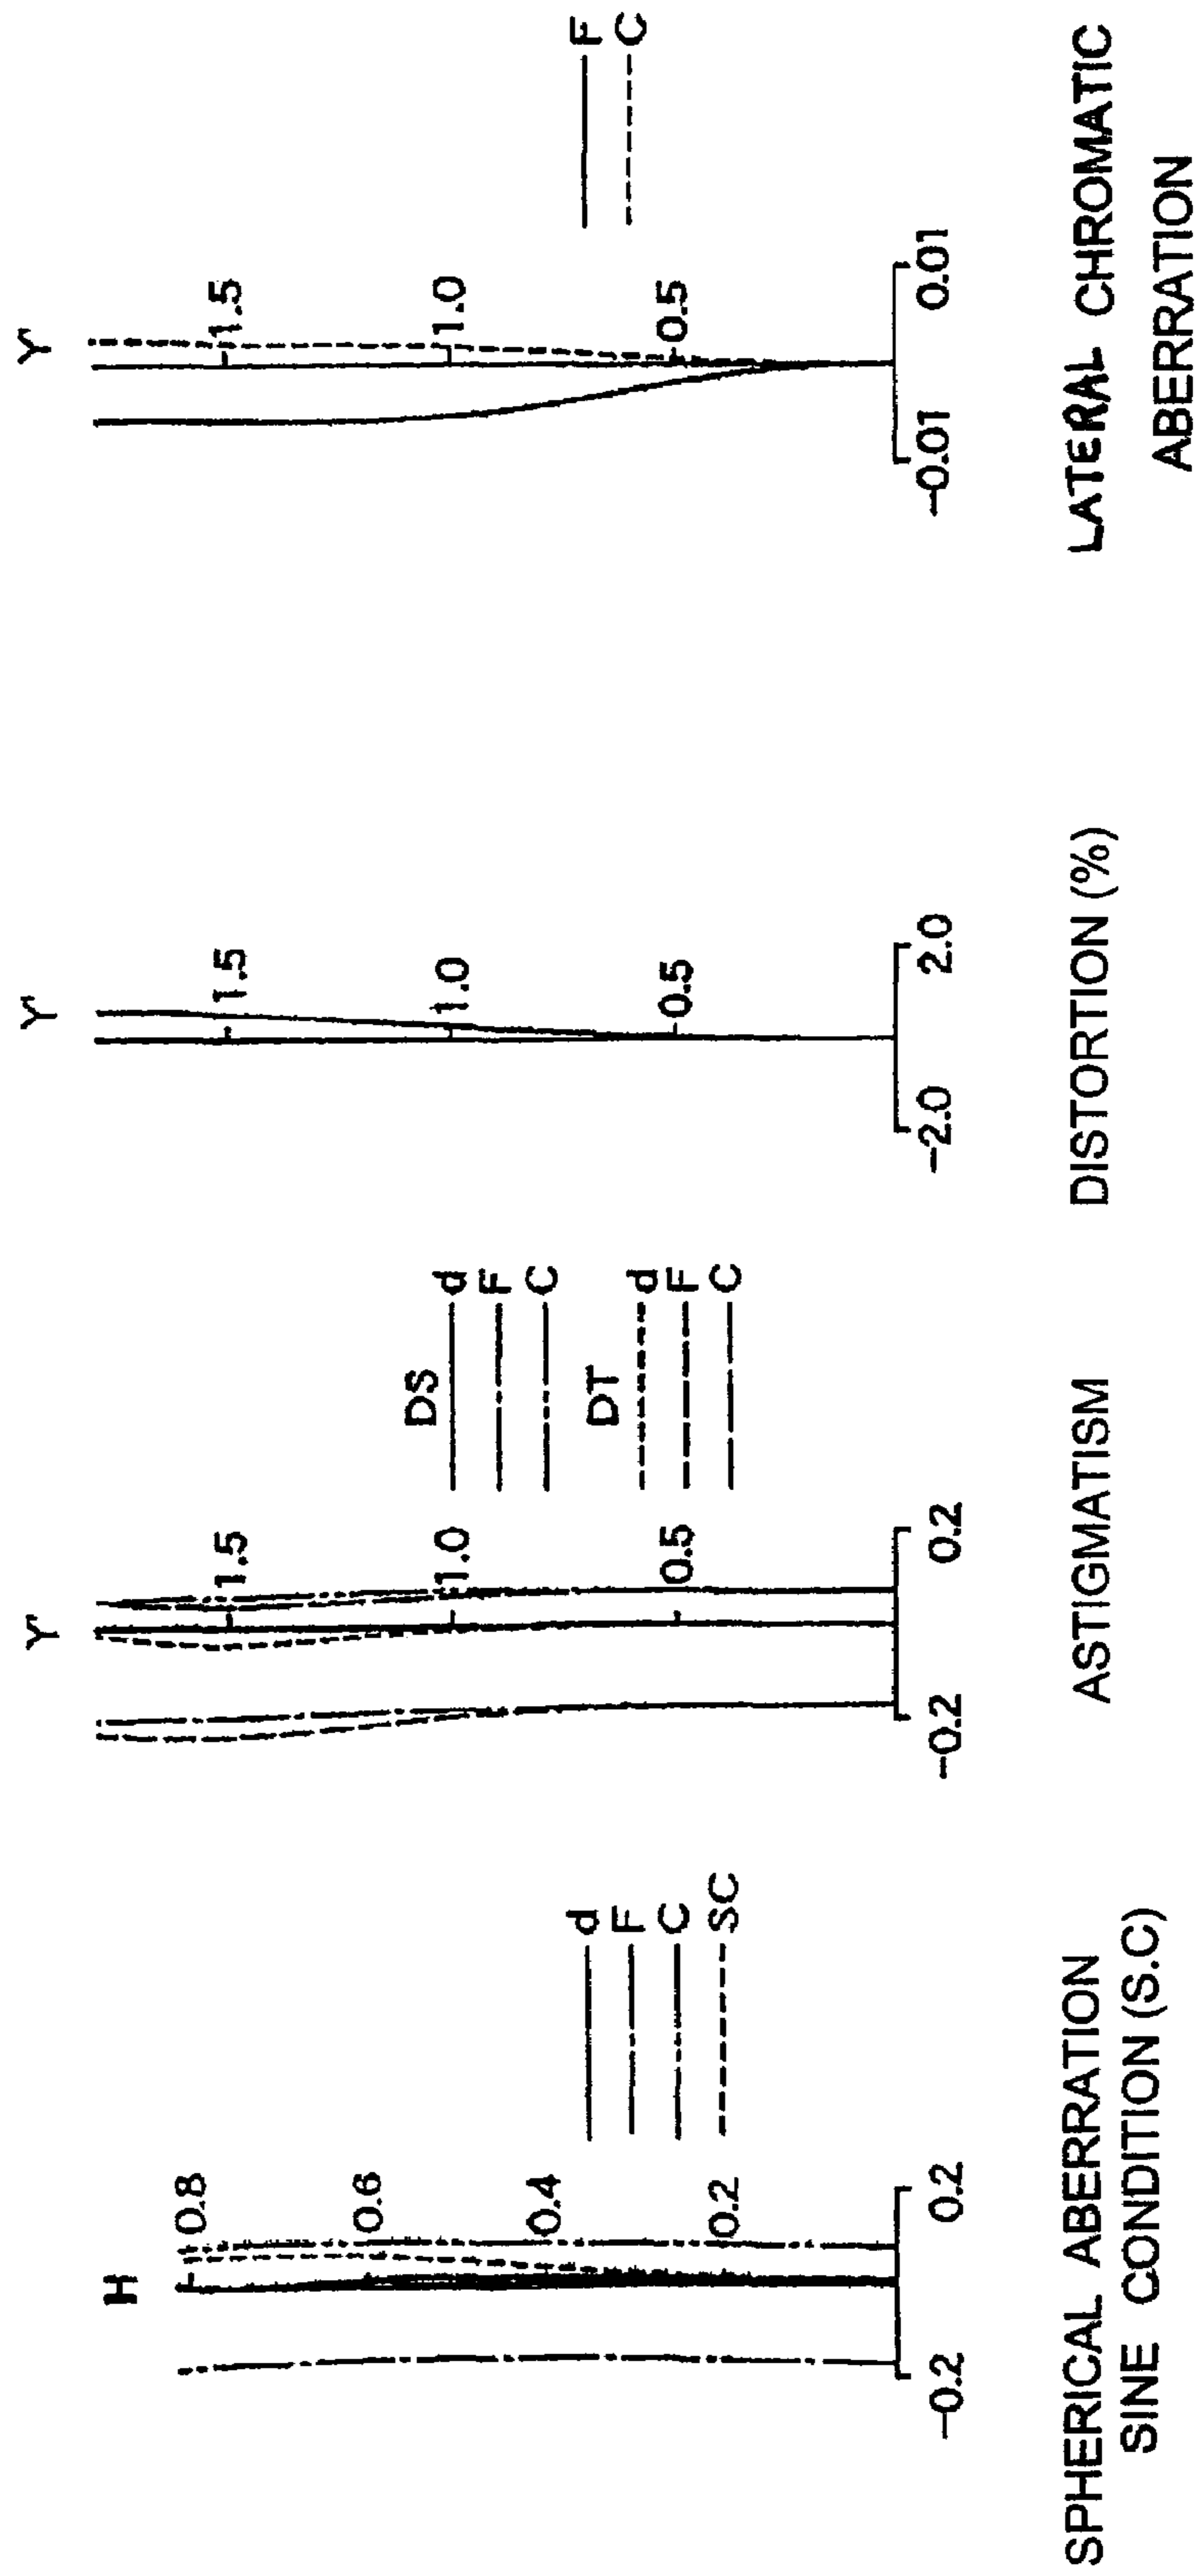 H
0.8
0.6
0.4
0.2
−0.2 0.2
d
F
C
SC
SPHERICAL ABERRATION
SINE CONDITION (S.C)
Y
1.5
1.0
0.5
−0.2 0.2
DS
d
F
C
DT
d
F
C
ASTIGMATISM
Y
1.5
1.0
0.5
−2.0 2.0
DISTORTION (%)
Y
1.5
1.0
0.5
−0.01 0.01
F
C
LATERAL CHROMATIC
ABERRATION